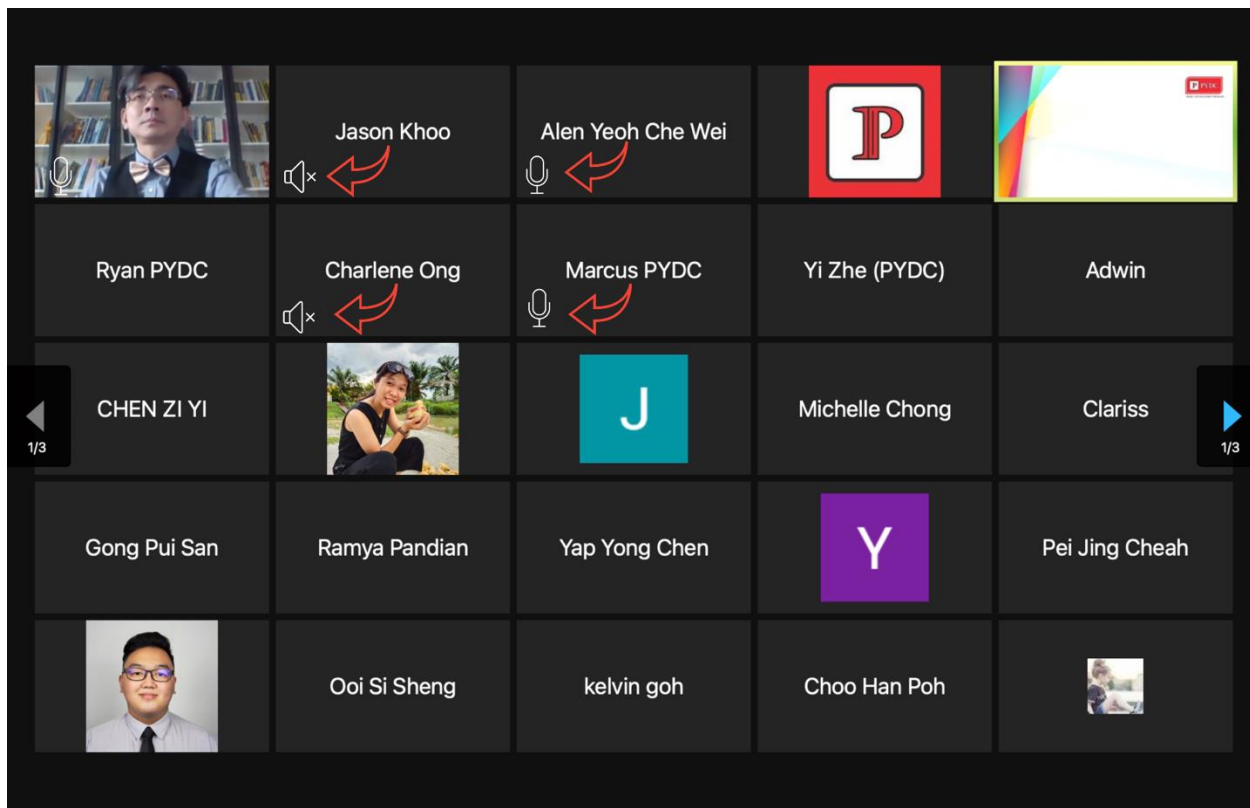 Jason Khoo
Alen Yeoh Che Wei
P
P PYDC
Ryan PYDC
Charlene Ong
Marcus PYDC
Yi Zhe (PYDC)
Adwin
CHEN ZI YI
J
Michelle Chong
Clariss
1/3
1/3
Gong Pui San
Ramya Pandian
Yap Yong Chen
Y
Pei Jing Cheah
Ooi Si Sheng
kelvin goh
Choo Han Poh